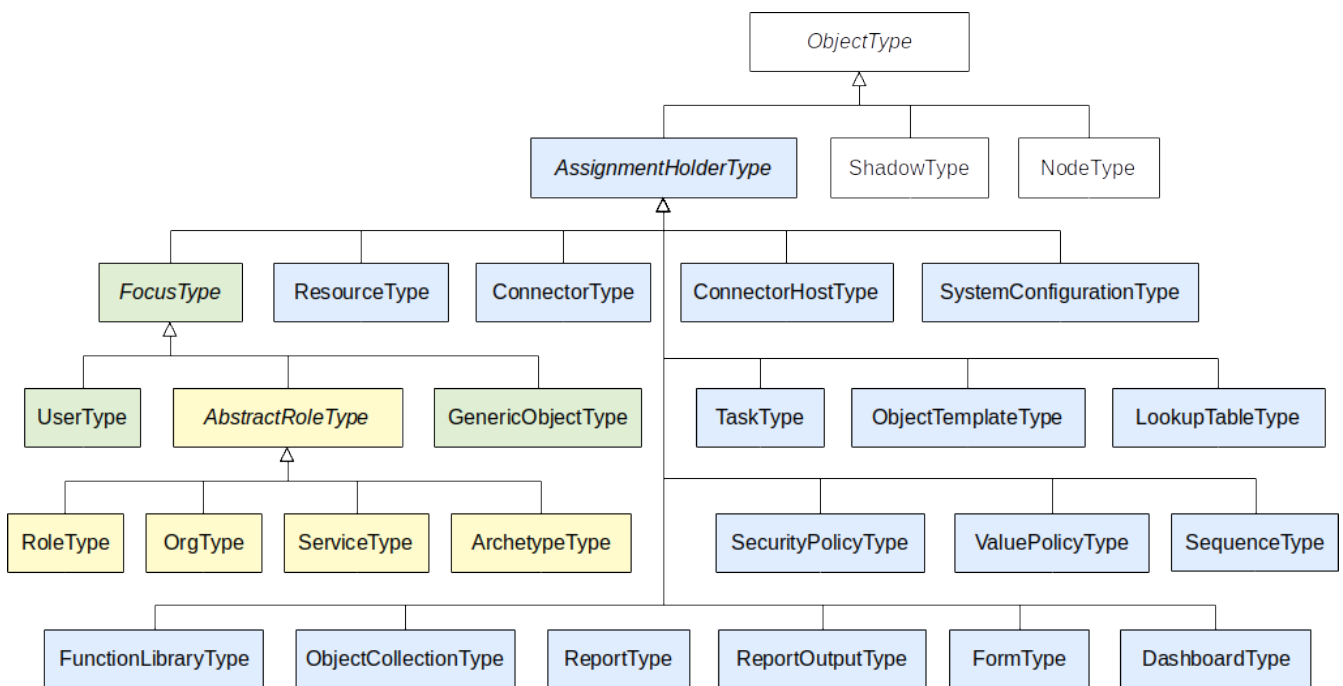 ObjectType
AssignmentHolderType
ShadowType
NodeType
FocusType
ResourceType
ConnectorType
ConnectorHostType
SystemConfigurationType
UserType
AbstractRoleType
GenericObjectType
TaskType
ObjectTemplateType
LookupTableType
RoleType
OrgType
ServiceType
ArchetypeType
SecurityPolicyType
ValuePolicyType
SequenceType
FunctionLibraryType
ObjectCollectionType
ReportType
ReportOutputType
FormType
DashboardType